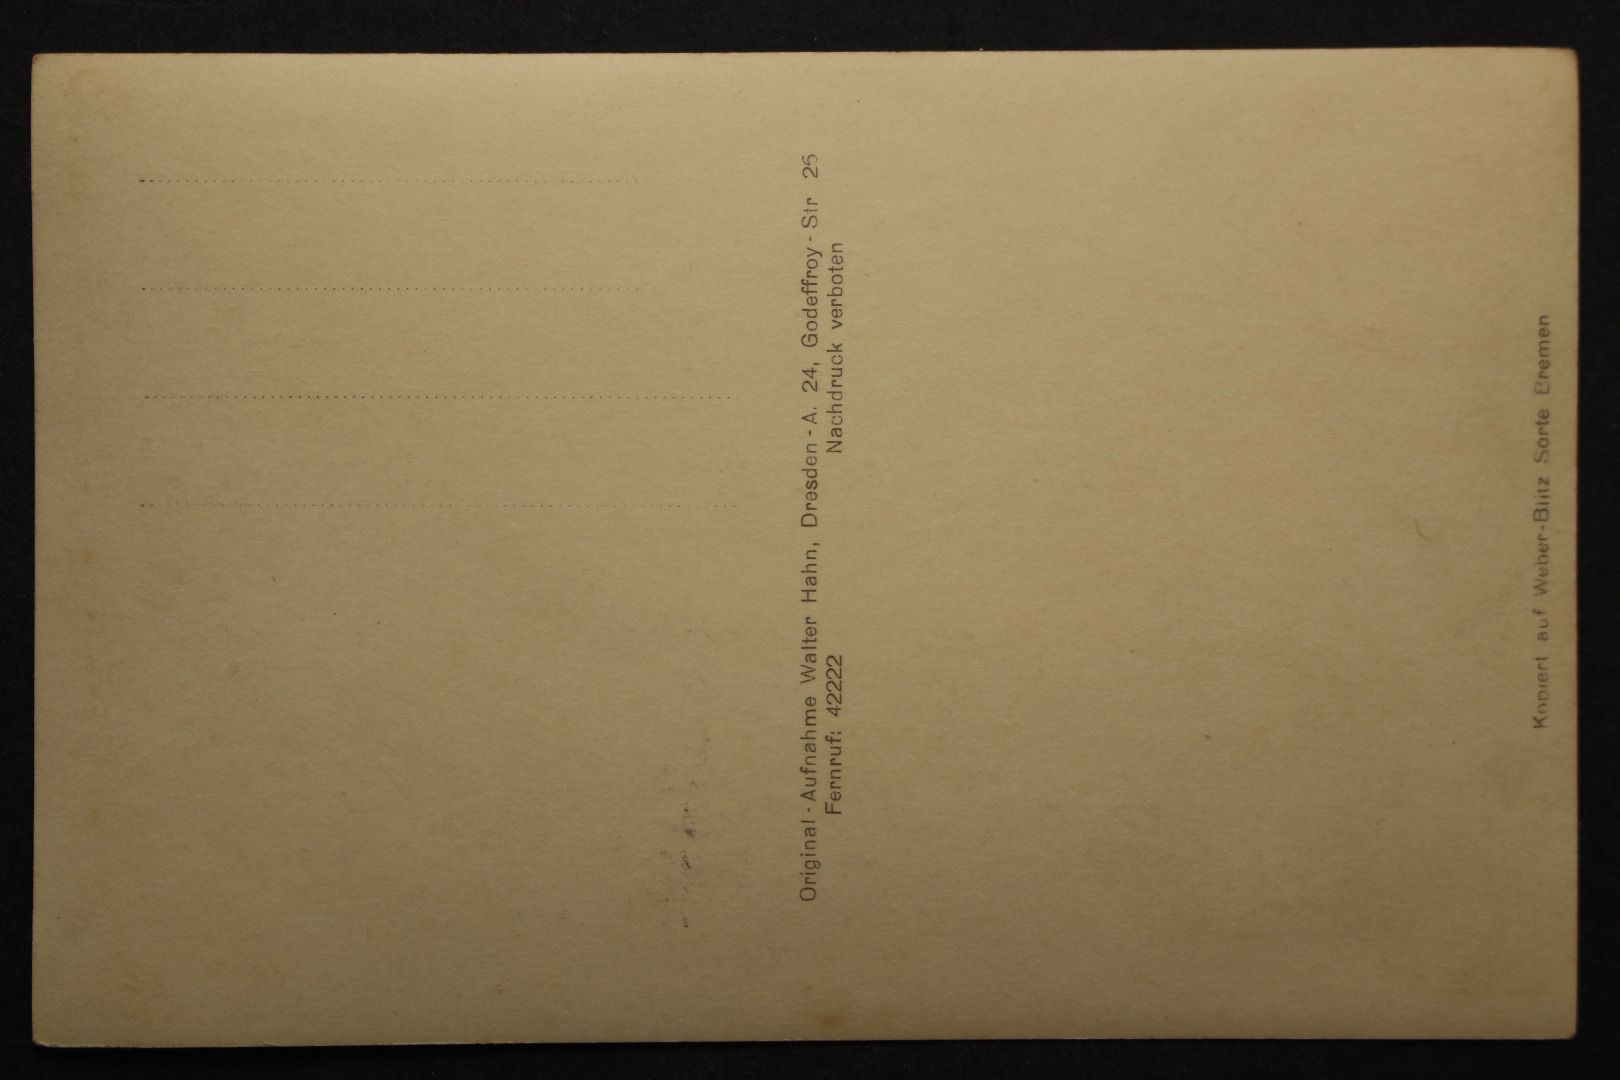 Original - Aufnahme Walter Hahn, Dresden - A. 24, Godeffroy - Str 25
Fernruf: 42222 Nachdruck verboten
Kopiert auf Weber-Blitz Sorte Bremen